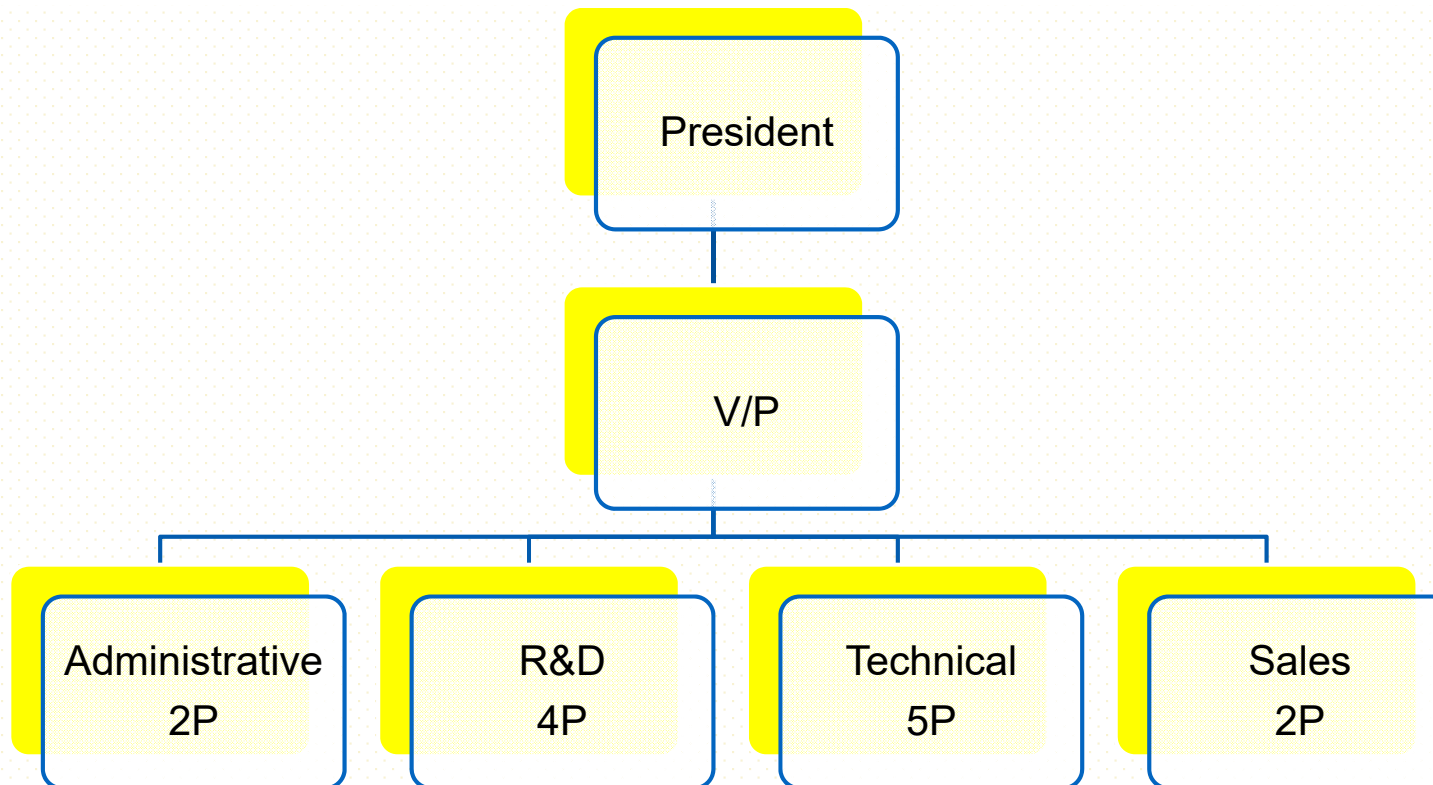 President
V/P
Administrative
2P
R&D
4P
Technical
5P
Sales
2P